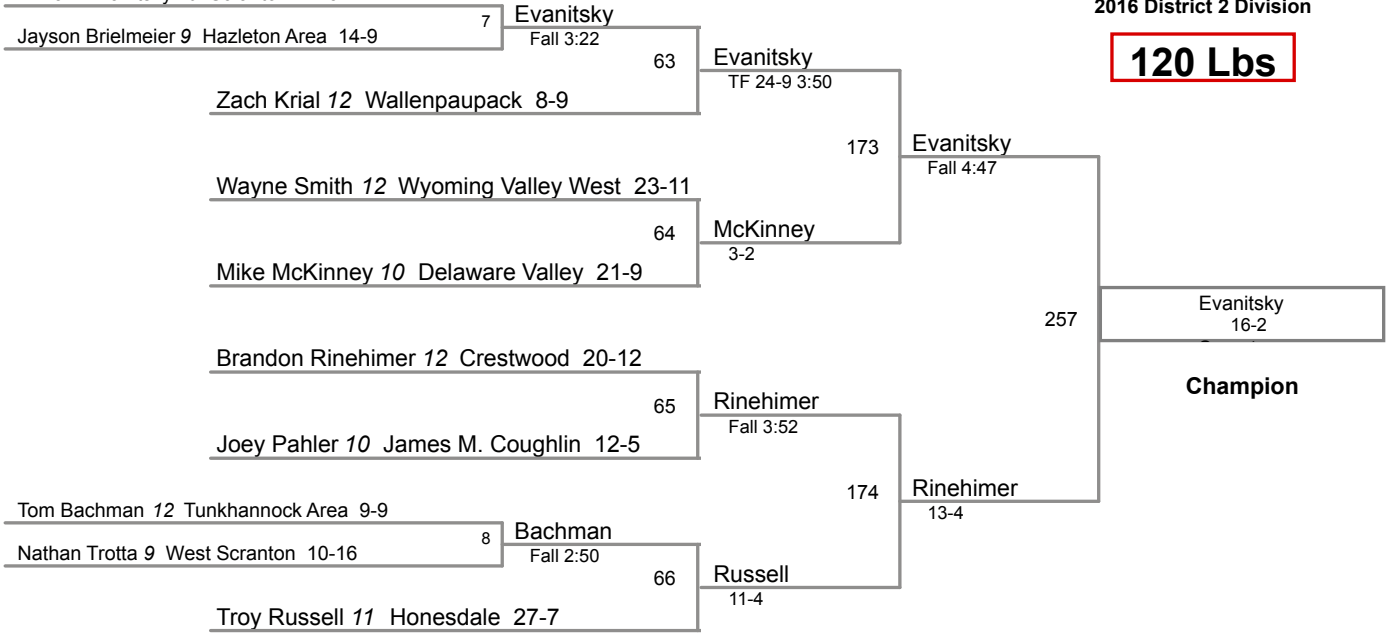 2016 District 2 Division
120 Lbs
7
Evanitsky
Jayson Brielmeier 9 Hazleton Area 14-9
Fall 3:22
63
Evanitsky
TF 24-9 3:50
Zach Krial 12 Wallenpaupack 8-9
173
Evanitsky
Fall 4:47
Wayne Smith 12 Wyoming Valley West 23-11
64
McKinney
3-2
Mike McKinney 10 Delaware Valley 21-9
257
Evanitsky
16-2
Champion
Brandon Rinehimer 12 Crestwood 20-12
65
Rinehimer
Fall 3:52
Joey Pahler 10 James M. Coughlin 12-5
174
Rinehimer
13-4
Tom Bachman 12 Tunkhannock Area 9-9
8
Bachman
Fall 2:50
Nathan Trotta 9 West Scranton 10-16
66
Russell
11-4
Troy Russell 11 Honesdale 27-7